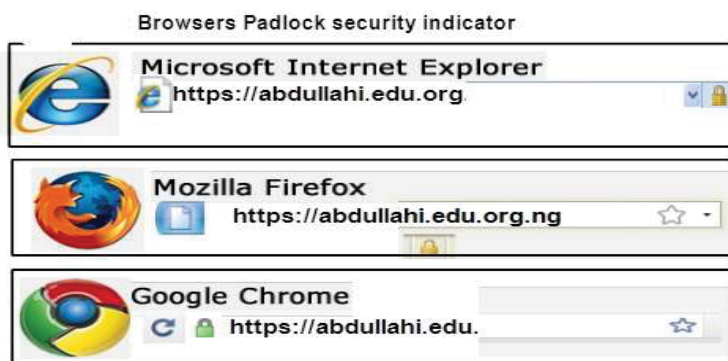 Browsers Padlock security indicator
Microsoft Internet Explorer
https://abdullahi.edu.org.
Mozilla Firefox
https://abdullahi.edu.org.ng
Google Chrome
https://abdullahi.edu.